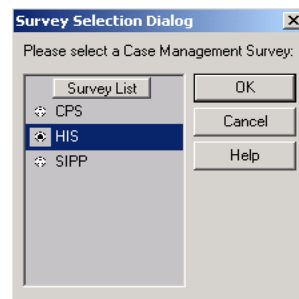 Survey Selection Dialog
Please select a Case Management Survey:
Survey List
CPS
HIS
SIPP
OK
Cancel
Help